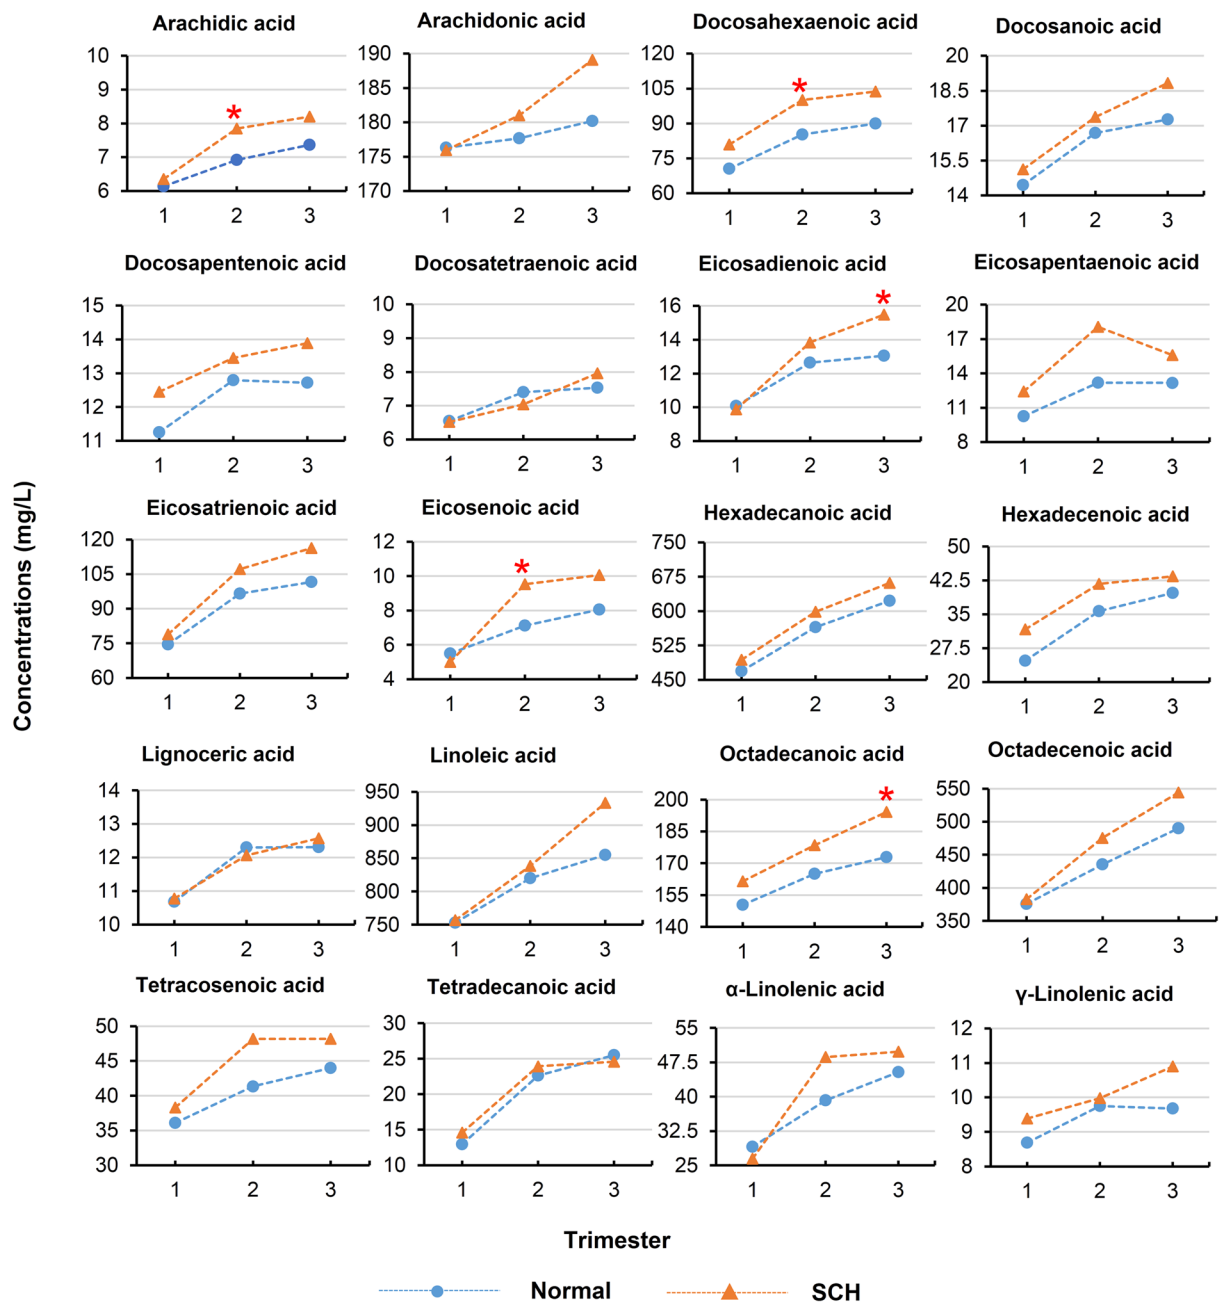 Arachidic acid
10
9
8
7
6
*
1 2 3
Arachidonic acid
190
185
180
175
170
1 2 3
Docosahexaenoic acid
120
105
90
75
60
*
1 2 3
Docosanoic acid
20
18.5
17
15.5
14
1 2 3
Docosapentenoic acid
15
14
13
12
11
1 2 3
Docosatetraenoic acid
10
9
8
7
6
1 2 3
Eicosadienoic acid
16
14
12
10
8
*
1 2 3
Eicosapentaenoic acid
20
17
14
11
8
1 2 3
Concentrations (mg/L)
Eicosatrienoic acid
120
105
90
75
60
1 2 3
Eicosenoic acid
12
10
8
6
4
*
1 2 3
Hexadecanoic acid
750
675
600
525
450
1 2 3
Hexadecenoic acid
50
42.5
35
27.5
20
1 2 3
Lignoceric acid
14
13
12
11
10
1 2 3
Linoleic acid
950
900
850
800
750
1 2 3
Octadecanoic acid
200
185
170
155
140
*
1 2 3
Octadecenoic acid
550
500
450
400
350
1 2 3
Tetracosenoic acid
50
45
40
35
30
1 2 3
Tetradecanoic acid
30
25
20
15
10
1 2 3
α-Linolenic acid
55
47.5
40
32.5
25
1 2 3
γ-Linolenic acid
12
11
10
9
8
1 2 3
Trimester
Normal SCH